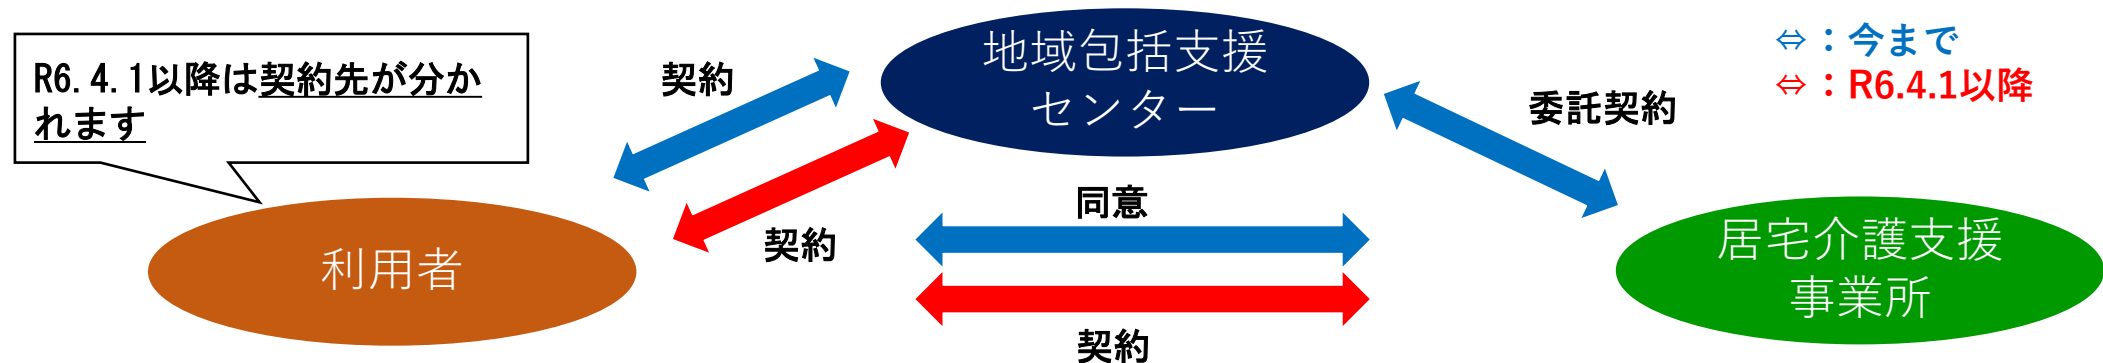 R6.4.1以降は契約先が分か
れます
契約
地域包括支援
センター
⇔：今まで
⇔：R6.4.1以降
委託契約
同意
契約
利用者
居宅介護支援
事業所
契約